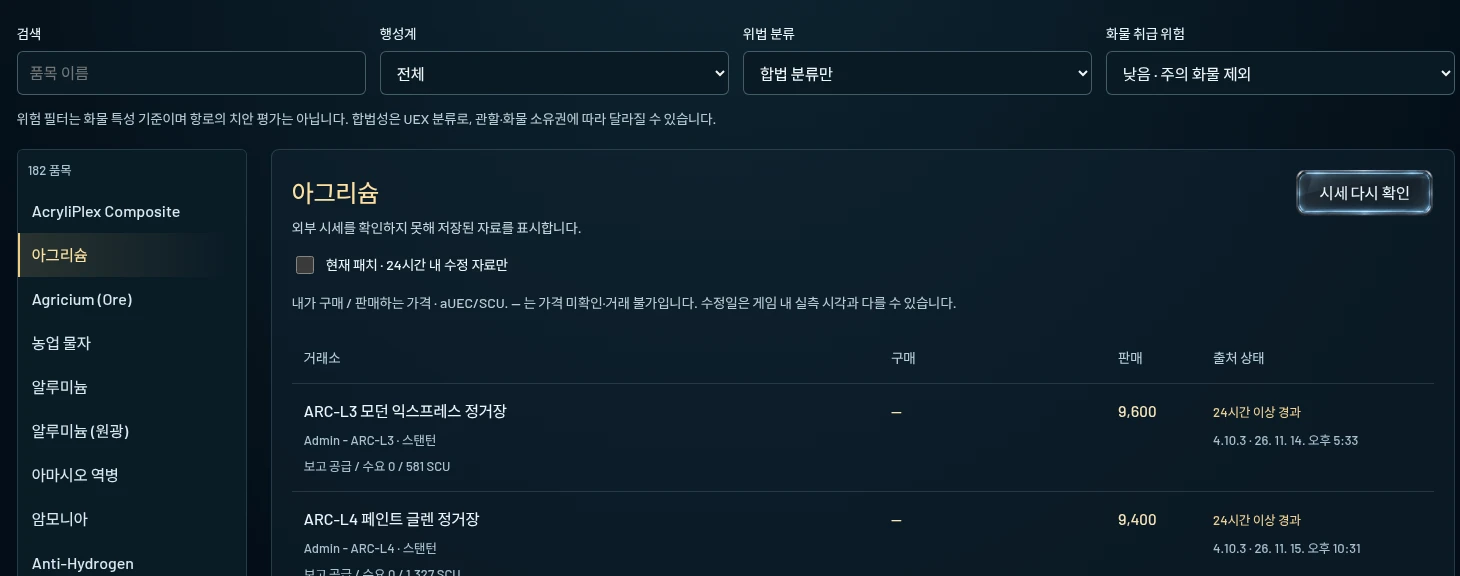 검색
행성계
위법 분류
화물 취급 위험
품목 이름
전체
합법 분류만
낮음 · 주의 화물 제외
위험 필터는 화물 특성 기준이며 항로의 치안 평가는 아닙니다. 합법성은 UEX 분류로, 관할·화물 소유권에 따라 달라질 수 있습니다.
182 품목
AcryliPlex Composite
아그리슘
Agricium (Ore)
농업 물자
알루미늄
알루미늄 (원광)
아마시오 역병
암모니아
Anti-Hydrogen
아그리슘
시세 다시 확인
외부 시세를 확인하지 못해 저장된 자료를 표시합니다.
현재 패치 · 24시간 내 수정 자료만
내가 구매 / 판매하는 가격 · aUEC/SCU. — 는 가격 미확인·거래 불가입니다. 수정일은 게임 내 실측 시각과 다를 수 있습니다.
거래소
구매
판매
출처 상태
ARC-L3 모던 익스프레스 정거장
—
9,600
24시간 이상 경과
Admin - ARC-L3 · 스탠턴
4.10.3 · 26. 11. 14. 오후 5:33
보고 공급 / 수요 0 / 581 SCU
ARC-L4 페인트 글렌 정거장
—
9,400
24시간 이상 경과
Admin - ARC-L4 · 스탠턴
4.10.3 · 26. 11. 15. 오후 10:31
보고 공급 / 수요 0 / 1,327 SCU